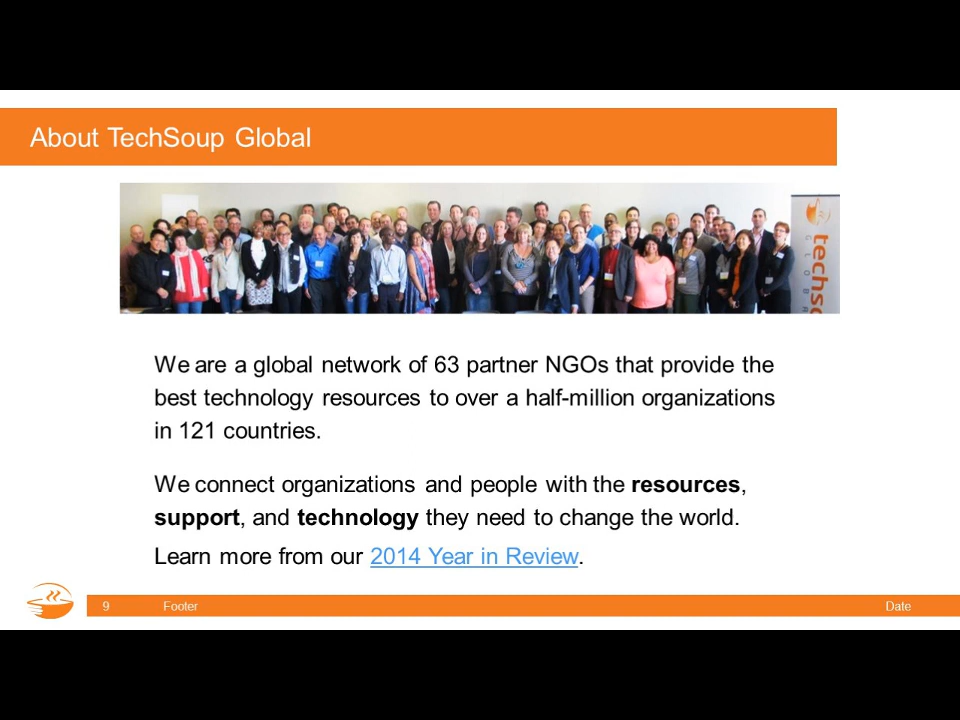 About TechSoup Global
techso
GLOBA
We are a global network of 63 partner NGOs that provide the
best technology resources to over a half-million organizations
in 121 countries.
We connect organizations and people with the resources,
support, and technology they need to change the world.
Learn more from our 2014 Year in Review.
9 Footer Date